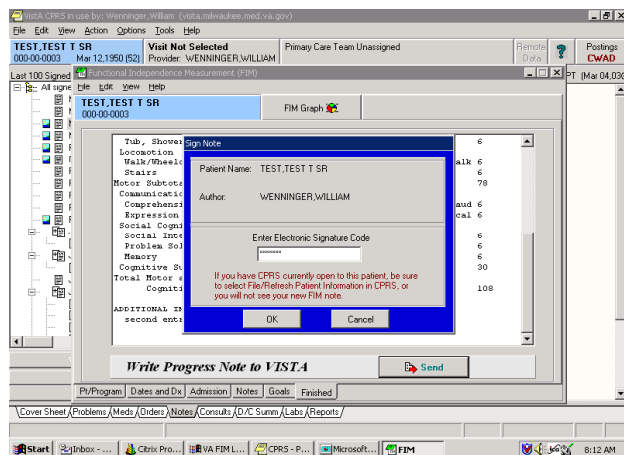 VistA CPRS in use by: Wenninger,William (vista.milwaukee.med.va.gov)
File Edit View Action Options Tools Help
TEST,TEST T SR Visit Not Selected Primary Care Team Unassigned Remote Data Postings
000-00-0003 Mar 12,1950 (52) Provider: WENNINGER,WILLIAM CWAD
Last 100 Signed PT (Mar 04,03
Functional Independence Measurement (FIM)
All signe
File Edit View Help
TEST,TEST T SR
000-00-0003
FIM Graph
Tub, Shower 6
Locomotion
Walk/Wheelc alk 6
Stairs 6
Motor Subtota 78
Communicatio
Comprehensi aud 6
Expression cal 6
Social Cogni
Social Inte 6
Problem Sol 6
Memory 6
Cognitive Su 30
Total Motor a
Cogniti 108
ADDITIONAL IN
second entr
Sign Note
Patient Name: TEST,TEST T SR
Author: WENNINGER,WILLIAM
Enter Electronic Signature Code
********
If you have CPRS currently open to this patient, be sure
to select File/Refresh Patient Information in CPRS, or
you will not see your new FIM note.
OK Cancel
Write Progress Note to VISTA Send
Pt/Program Dates and Dx Admission Notes Goals Finished
Cover Sheet Problems Meds Orders Notes Consults D/C Summ Labs Reports
Start Inbox - ... Citrix Pro... VA FIM L... CPRS - P... Microsoft... FIM 8:12 AM